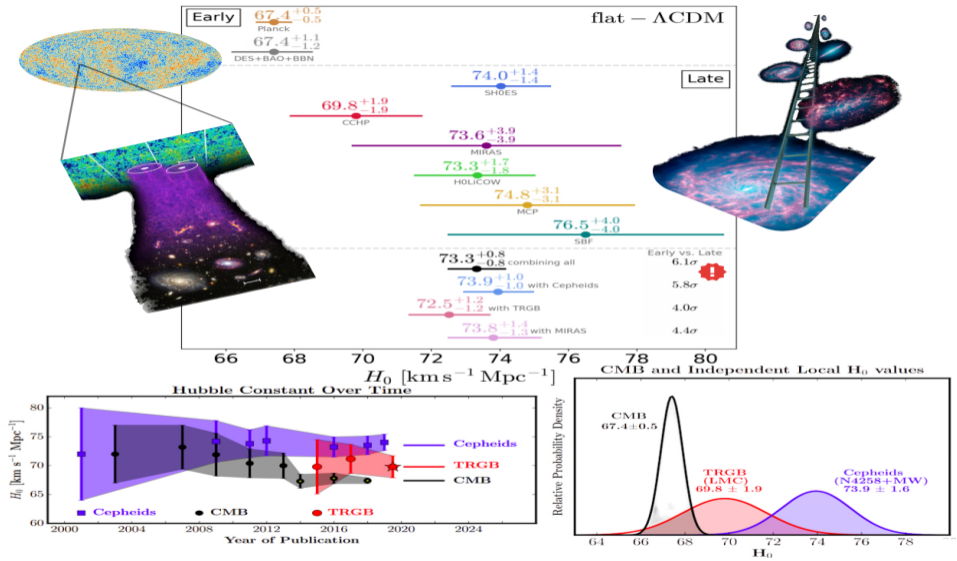 Early
flat − ΛCDM
67.4 +0.5 −0.5
Planck
67.4 +1.1 −1.2
DES+BAO+BBN
Late
74.0 +1.4 −1.4
SH0ES
69.8 +1.9 −1.9
CCHP
73.6 +3.9 −3.9
MIRAS
73.3 +1.7 −1.8
H0LiCOW
74.8 +3.1 −3.1
MCP
76.5 +4.0 −4.0
SBF
Early vs. Late
73.3 +0.8 −0.8 combining all 6.1σ
!
73.9 +1.0 −1.0 with Cepheids 5.8σ
72.5 +1.2 −1.2 with TRGB 4.0σ
73.8 +1.4 −1.3 with MIRAS 4.4σ
66 68 70 72 74 76 78 80
H0 [km s−1 Mpc−1]
Hubble Constant Over Time
H0 [km s−1 Mpc−1]
80
75
70
65
60
Cepheids
TRGB
CMB
Cepheids CMB TRGB
2000 2004 2008 2012 2016 2020 2024
Year of Publication
CMB and Independent Local H0 values
Relative Probability Density
CMB
67.4±0.5
TRGB
(LMC)
69.8 ± 1.9
Cepheids
(N4258+MW)
73.9 ± 1.6
64 66 68 70 72 74 76 78
H0